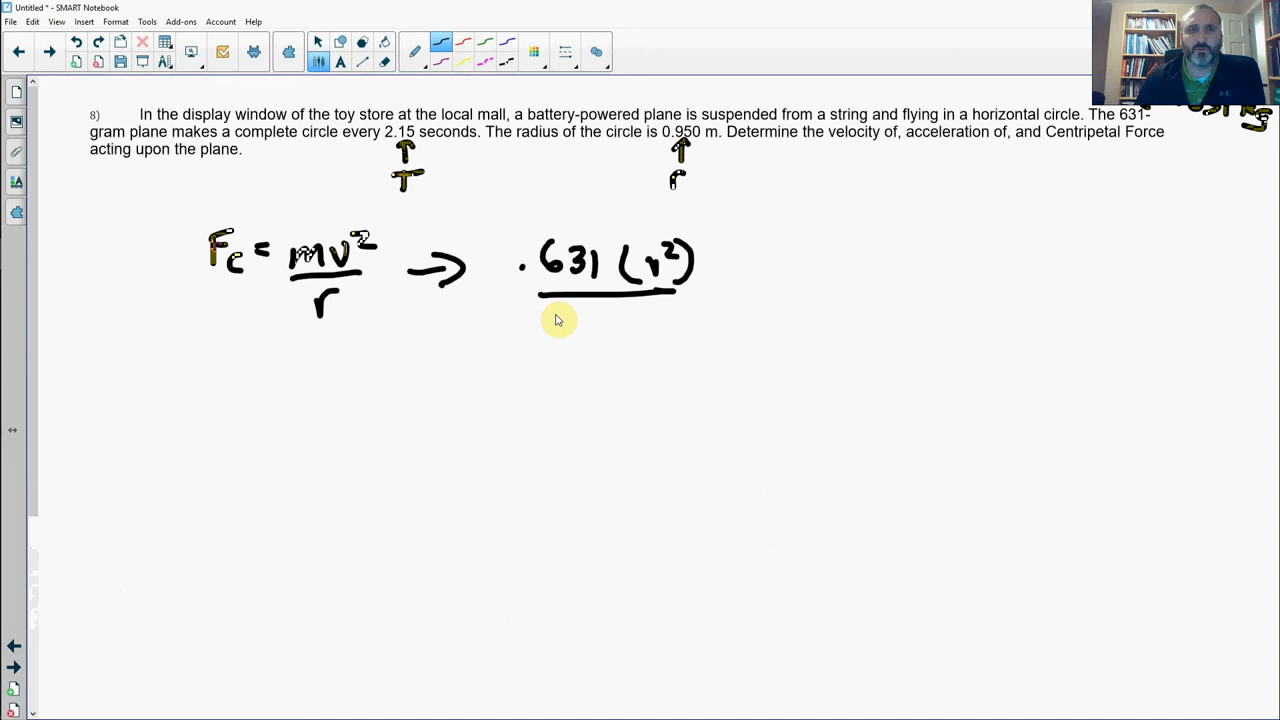 Untitled * - SMART Notebook
File Edit View Insert Format Tools Add-ons Account Help
8) In the display window of the toy store at the local mall, a battery-powered plane is suspended from a string and flying in a horizontal circle. The 631-
gram plane makes a complete circle every 2.15 seconds. The radius of the circle is 0.950 m. Determine the velocity of, acceleration of, and Centripetal Force
acting upon the plane.
T r
Fc = mv²/r → .631 (v²)